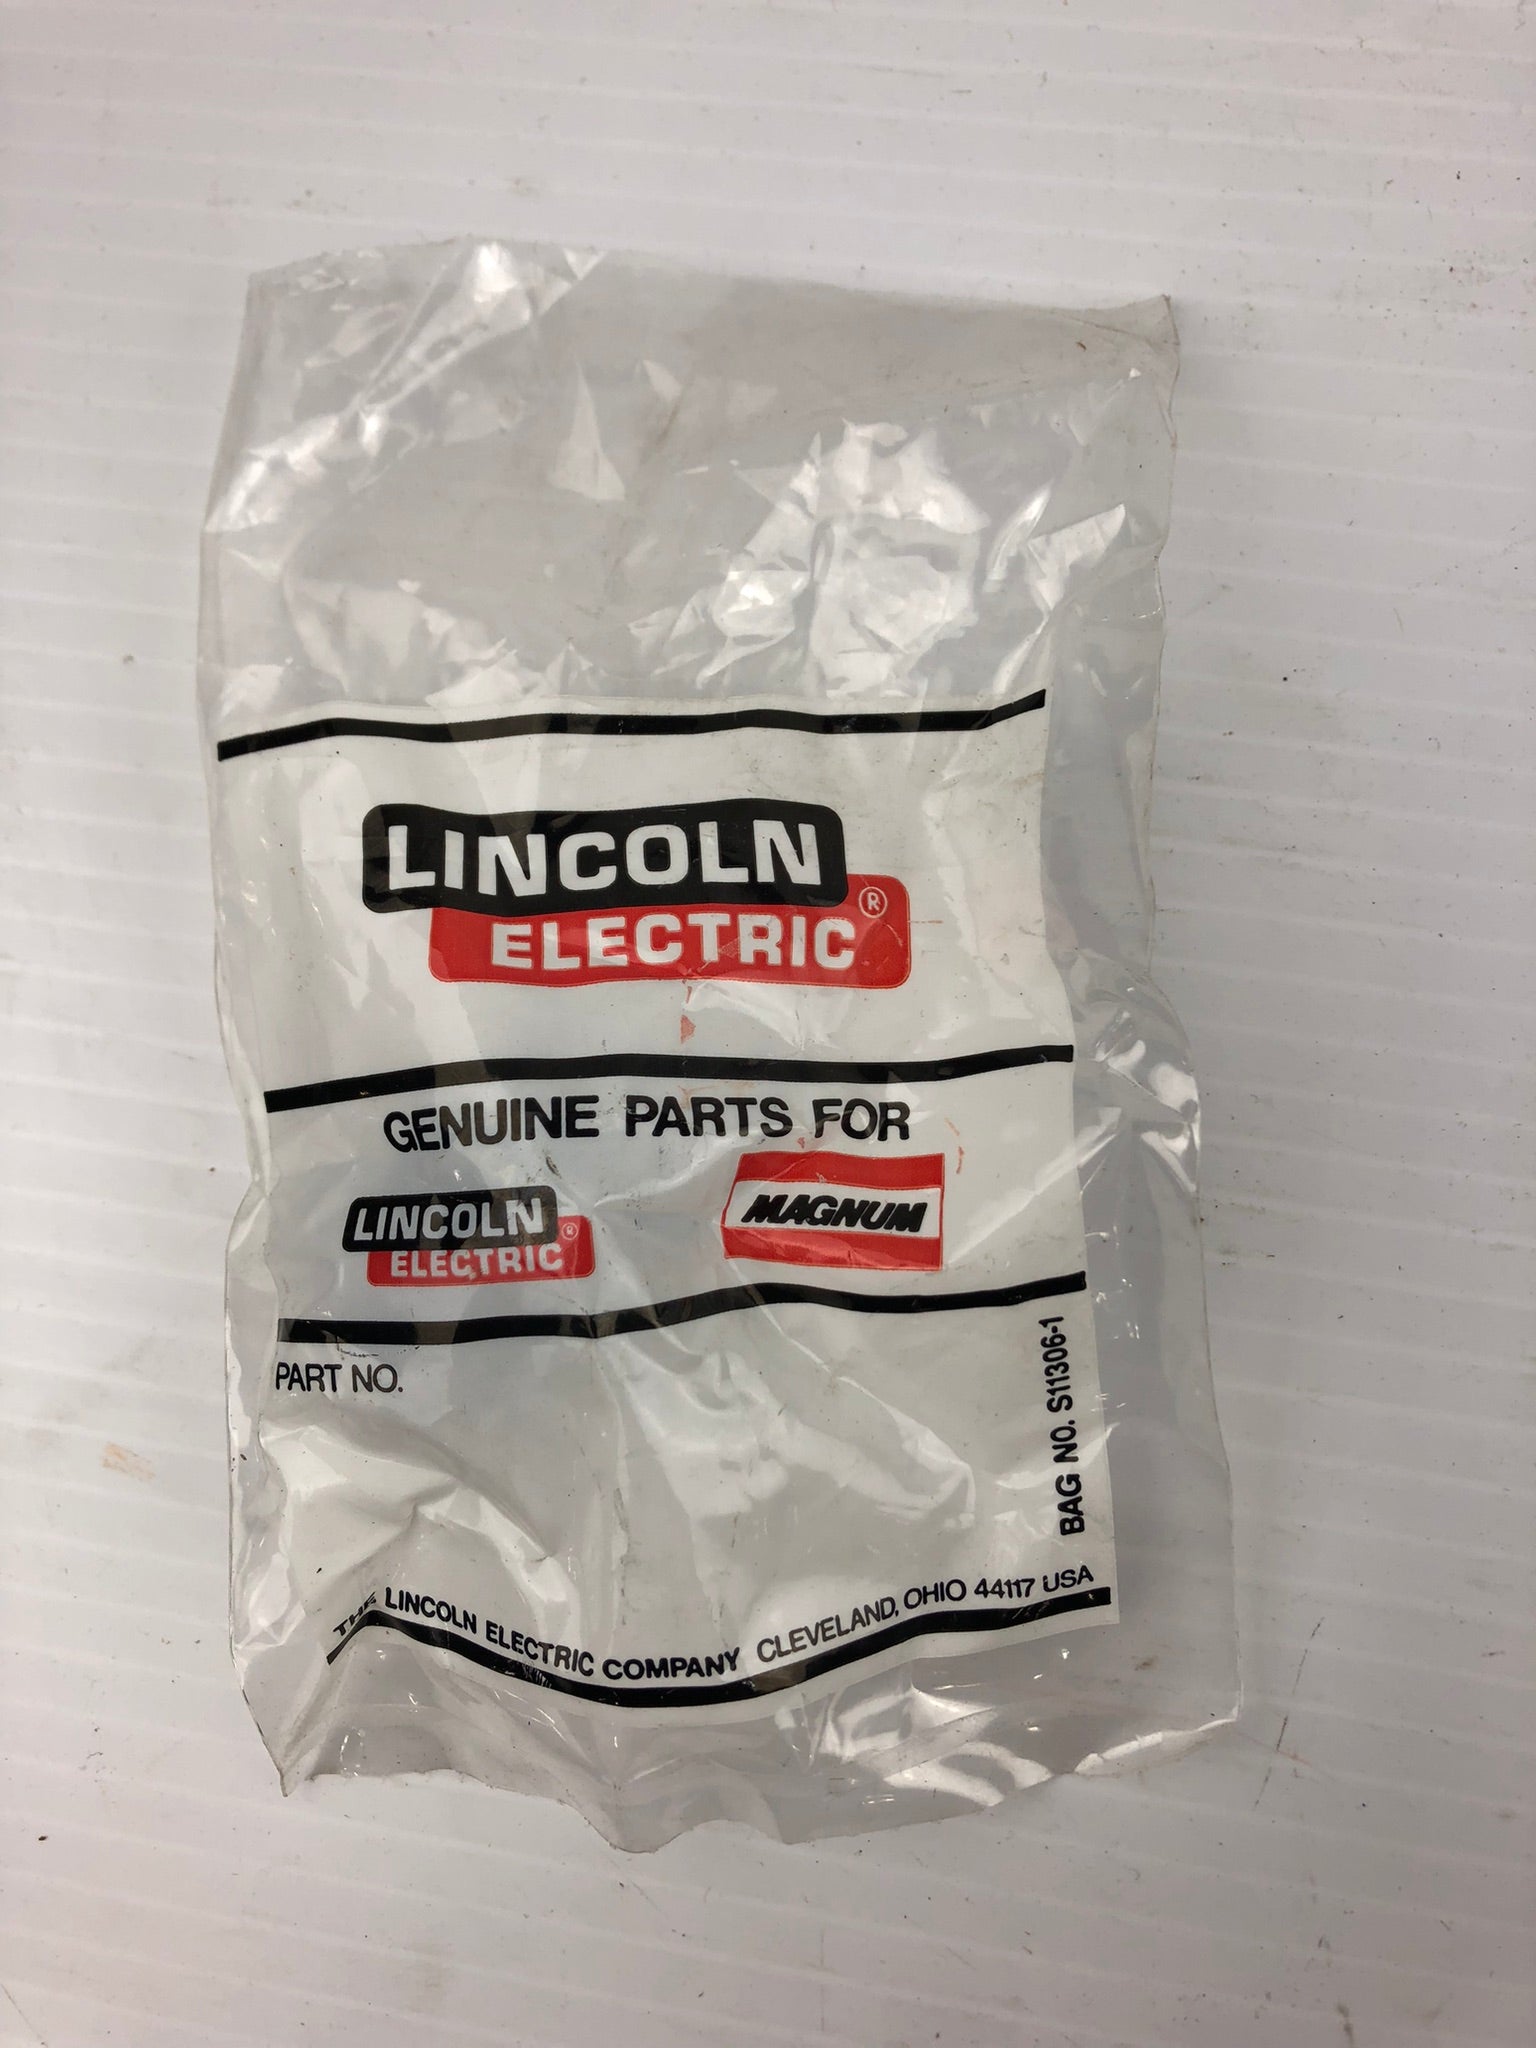 LINCOLN
ELECTRIC ®
GENUINE PARTS FOR
LINCOLN
ELECTRIC ®
MAGNUM
PART NO.
BAG NO. S11306-1
THE LINCOLN ELECTRIC COMPANY CLEVELAND, OHIO 44117 USA